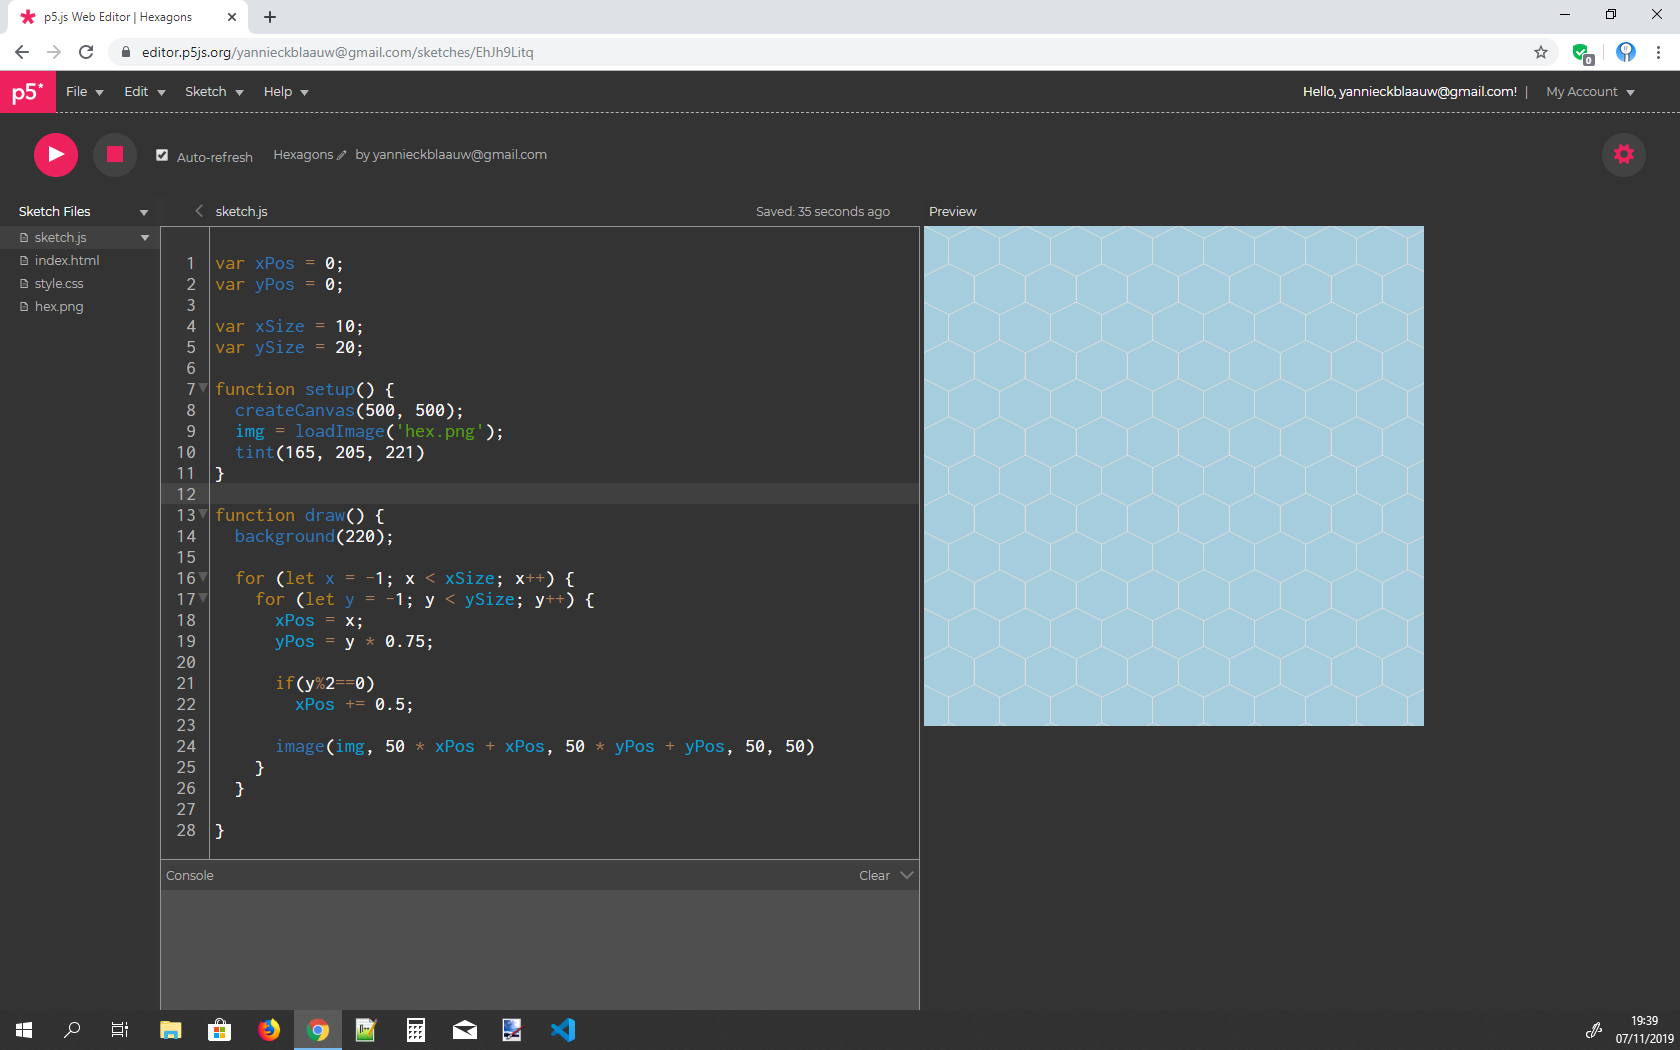 p5.js Web Editor | Hexagons
editor.p5js.org/yannieckblaauw@gmail.com/sketches/EhJh9Litq
0
p5* File Edit Sketch Help Hello, yannieckblaauw@gmail.com! | My Account
Auto-refresh Hexagons by yannieckblaauw@gmail.com
Sketch Files sketch.js Saved: 35 seconds ago Preview
sketch.js
index.html
style.css
hex.png
1 var xPos = 0;
2 var yPos = 0;
3
4 var xSize = 10;
5 var ySize = 20;
6
7 function setup() {
8   createCanvas(500, 500);
9   img = loadImage('hex.png');
10   tint(165, 205, 221)
11 }
12
13 function draw() {
14   background(220);
15
16   for (let x = -1; x < xSize; x++) {
17     for (let y = -1; y < ySize; y++) {
18       xPos = x;
19       yPos = y * 0.75;
20
21       if(y%2==0)
22         xPos += 0.5;
23
24       image(img, 50 * xPos + xPos, 50 * yPos + yPos, 50, 50)
25     }
26   }
27
28 }
Console Clear
19:39
07/11/2019